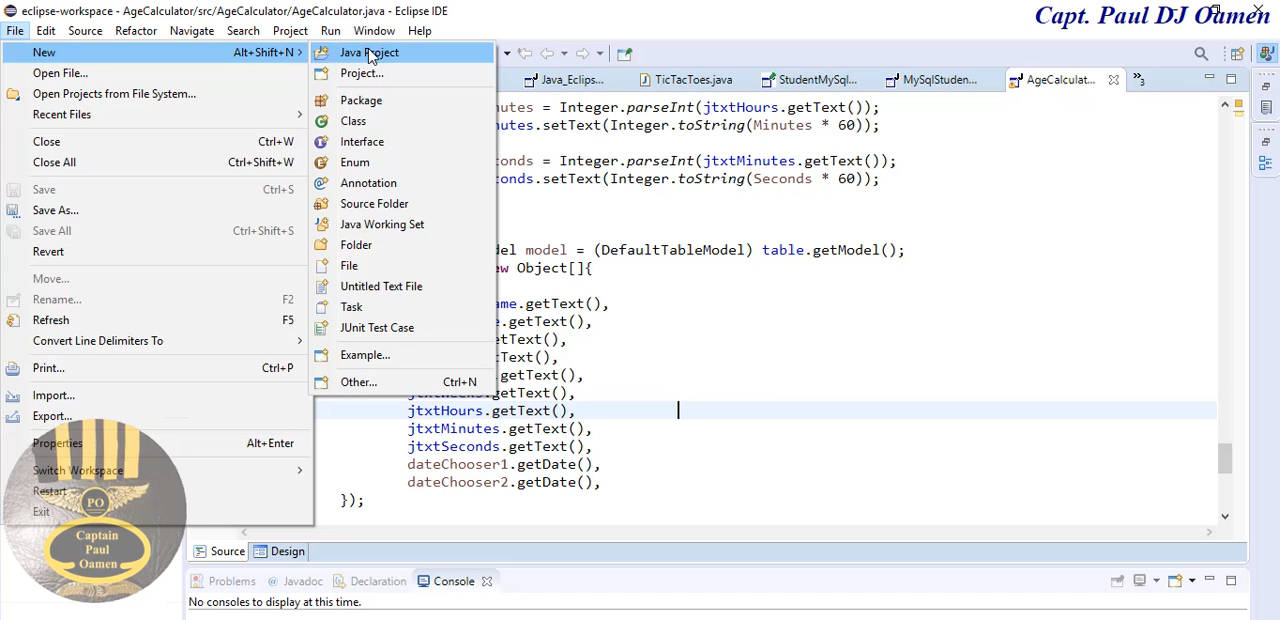 eclipse-workspace - AgeCalculator/src/AgeCalculator/AgeCalculator.java - Eclipse IDE
Capt. Paul DJ Oamen
File Edit Source Refactor Navigate Search Project Run Window Help
New Alt+Shift+N
Open File...
Open Projects from File System...
Recent Files
Close Ctrl+W
Close All Ctrl+Shift+W
Save Ctrl+S
Save As...
Save All Ctrl+Shift+S
Revert
Move...
Rename... F2
Refresh F5
Convert Line Delimiters To
Print... Ctrl+P
Import...
Export...
Properties Alt+Enter
Switch Workspace
Restart
Exit
Java Project
Project...
Package
Class
Interface
Enum
Annotation
Source Folder
Java Working Set
Folder
File
Untitled Text File
Task
JUnit Test Case
Example...
Other... Ctrl+N
Java_Eclips... TicTacToes.java StudentMySql... MySqlStuden... AgeCalculat... »3
nutes = Integer.parseInt(jtxtHours.getText());
nutes.setText(Integer.toString(Minutes * 60));
conds = Integer.parseInt(jtxtMinutes.getText());
conds.setText(Integer.toString(Seconds * 60));
del model = (DefaultTableModel) table.getModel();
ew Object[]{
ame.getText(),
e.getText(),
etText(),
etText(),
getText(),
getText(),
jtxtHours.getText(),
jtxtMinutes.getText(),
jtxtSeconds.getText(),
dateChooser1.getDate(),
dateChooser2.getDate(),
});
PO
Captain
Paul
Oamen
Source Design
Problems @ Javadoc Declaration Console
No consoles to display at this time.